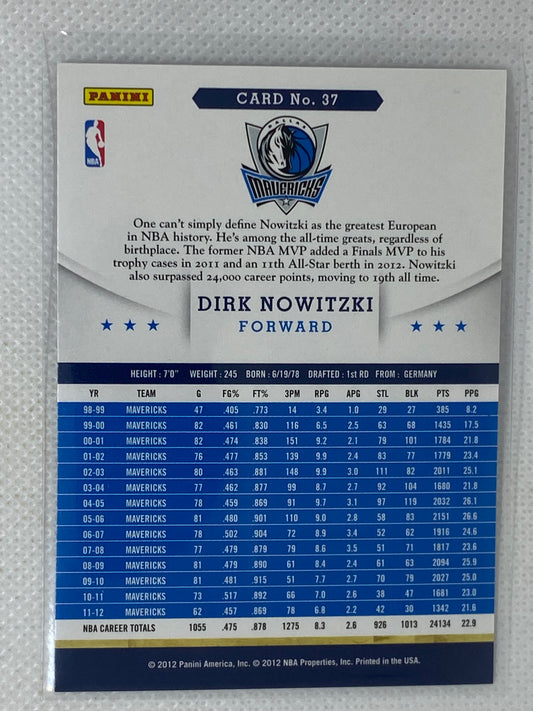 PANINI
CARD No. 37
NBA
DALLAS
MAVERICKS
One can't simply define Nowitzki as the greatest European
in NBA history. He's among the all-time greats, regardless of
birthplace. The former NBA MVP added a Finals MVP to his
trophy cases in 2011 and an 11th All-Star berth in 2012. Nowitzki
also surpassed 24,000 career points, moving to 19th all time.
DIRK NOWITZKI
FORWARD
HEIGHT : 7'0" WEIGHT : 245 BORN : 6/19/78 DRAFTED : 1st RD FROM : GERMANY
YR TEAM G FG% FT% 3PM RPG APG STL BLK PTS PPG
98-99 MAVERICKS 47 .405 .773 14 3.4 1.0 29 27 385 8.2
99-00 MAVERICKS 82 .461 .830 116 6.5 2.5 63 68 1435 17.5
00-01 MAVERICKS 82 .474 .838 151 9.2 2.1 79 101 1784 21.8
01-02 MAVERICKS 76 .477 .853 139 9.9 2.4 83 77 1779 23.4
02-03 MAVERICKS 80 .463 .881 148 9.9 3.0 111 82 2011 25.1
03-04 MAVERICKS 77 .462 .877 99 8.7 2.7 92 104 1680 21.8
04-05 MAVERICKS 78 .459 .869 91 9.7 3.1 97 119 2032 26.1
05-06 MAVERICKS 81 .480 .901 110 9.0 2.8 58 83 2151 26.6
06-07 MAVERICKS 78 .502 .904 72 8.9 3.4 52 62 1916 24.6
07-08 MAVERICKS 77 .479 .879 79 8.6 3.5 51 71 1817 23.6
08-09 MAVERICKS 81 .479 .890 61 8.4 2.4 61 63 2094 25.9
09-10 MAVERICKS 81 .481 .915 51 7.7 2.7 70 79 2027 25.0
10-11 MAVERICKS 73 .517 .892 66 7.0 2.6 38 47 1681 23.0
11-12 MAVERICKS 62 .457 .869 78 6.8 2.2 42 30 1342 21.6
NBA CAREER TOTALS 1055 .475 .878 1275 8.3 2.6 926 1013 24134 22.9
© 2012 Panini America, Inc. © 2012 NBA Properties, Inc. Printed in the USA.